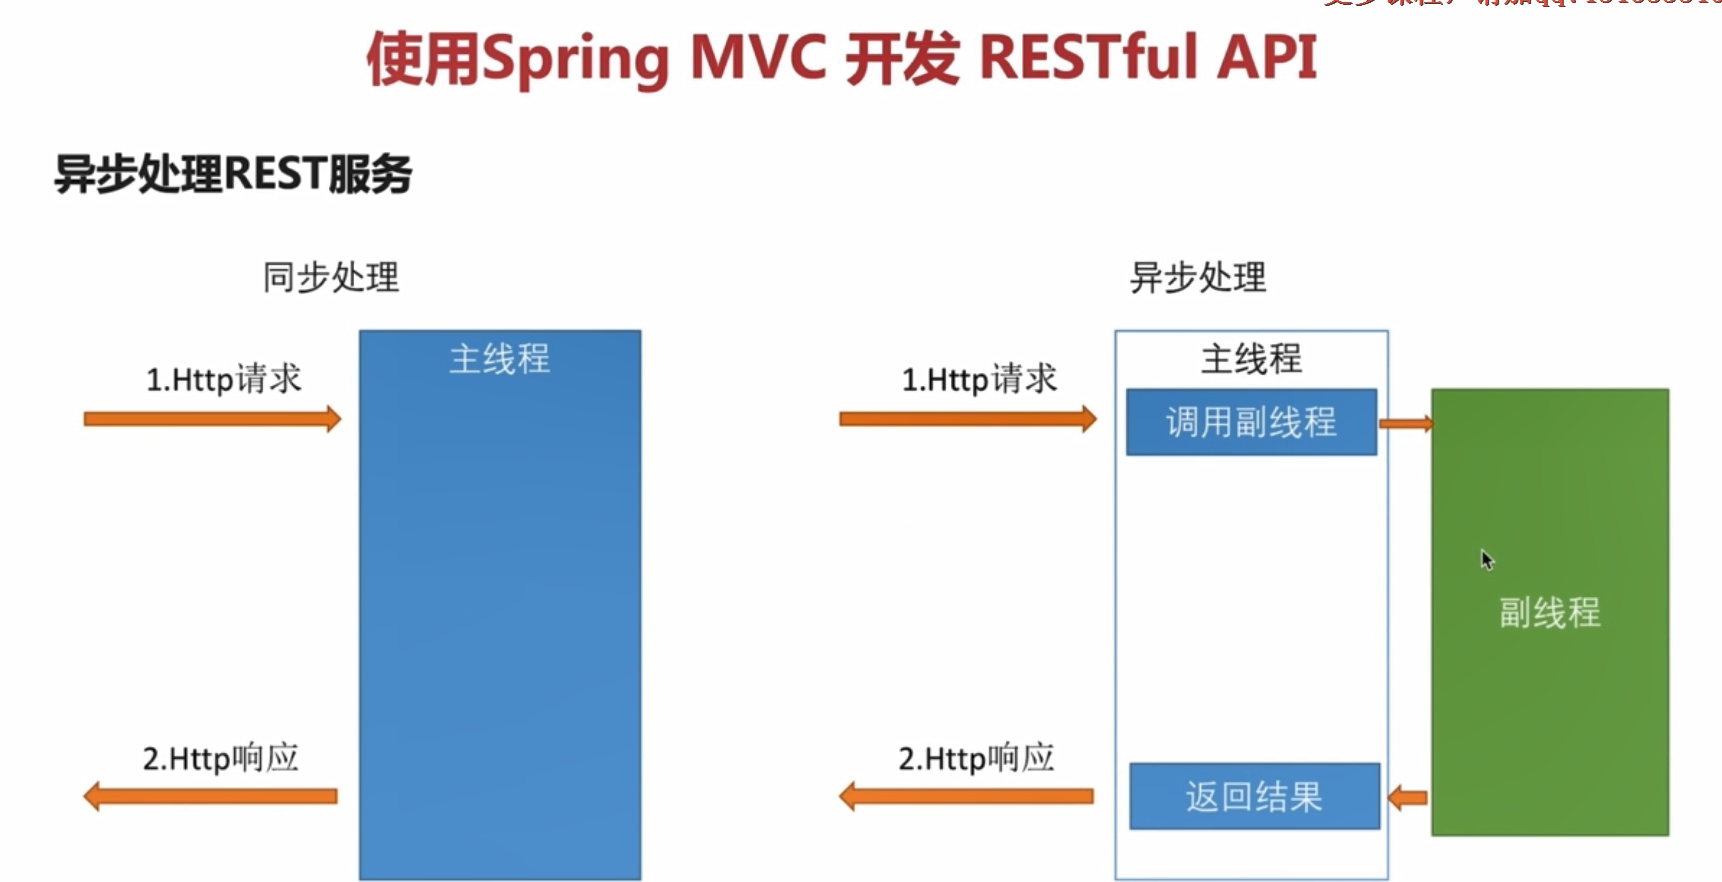 使用Spring MVC 开发 RESTful API
异步处理REST服务
同步处理
主线程
1.Http请求
2.Http响应
异步处理
主线程
1.Http请求
调用副线程
副线程
2.Http响应
返回结果